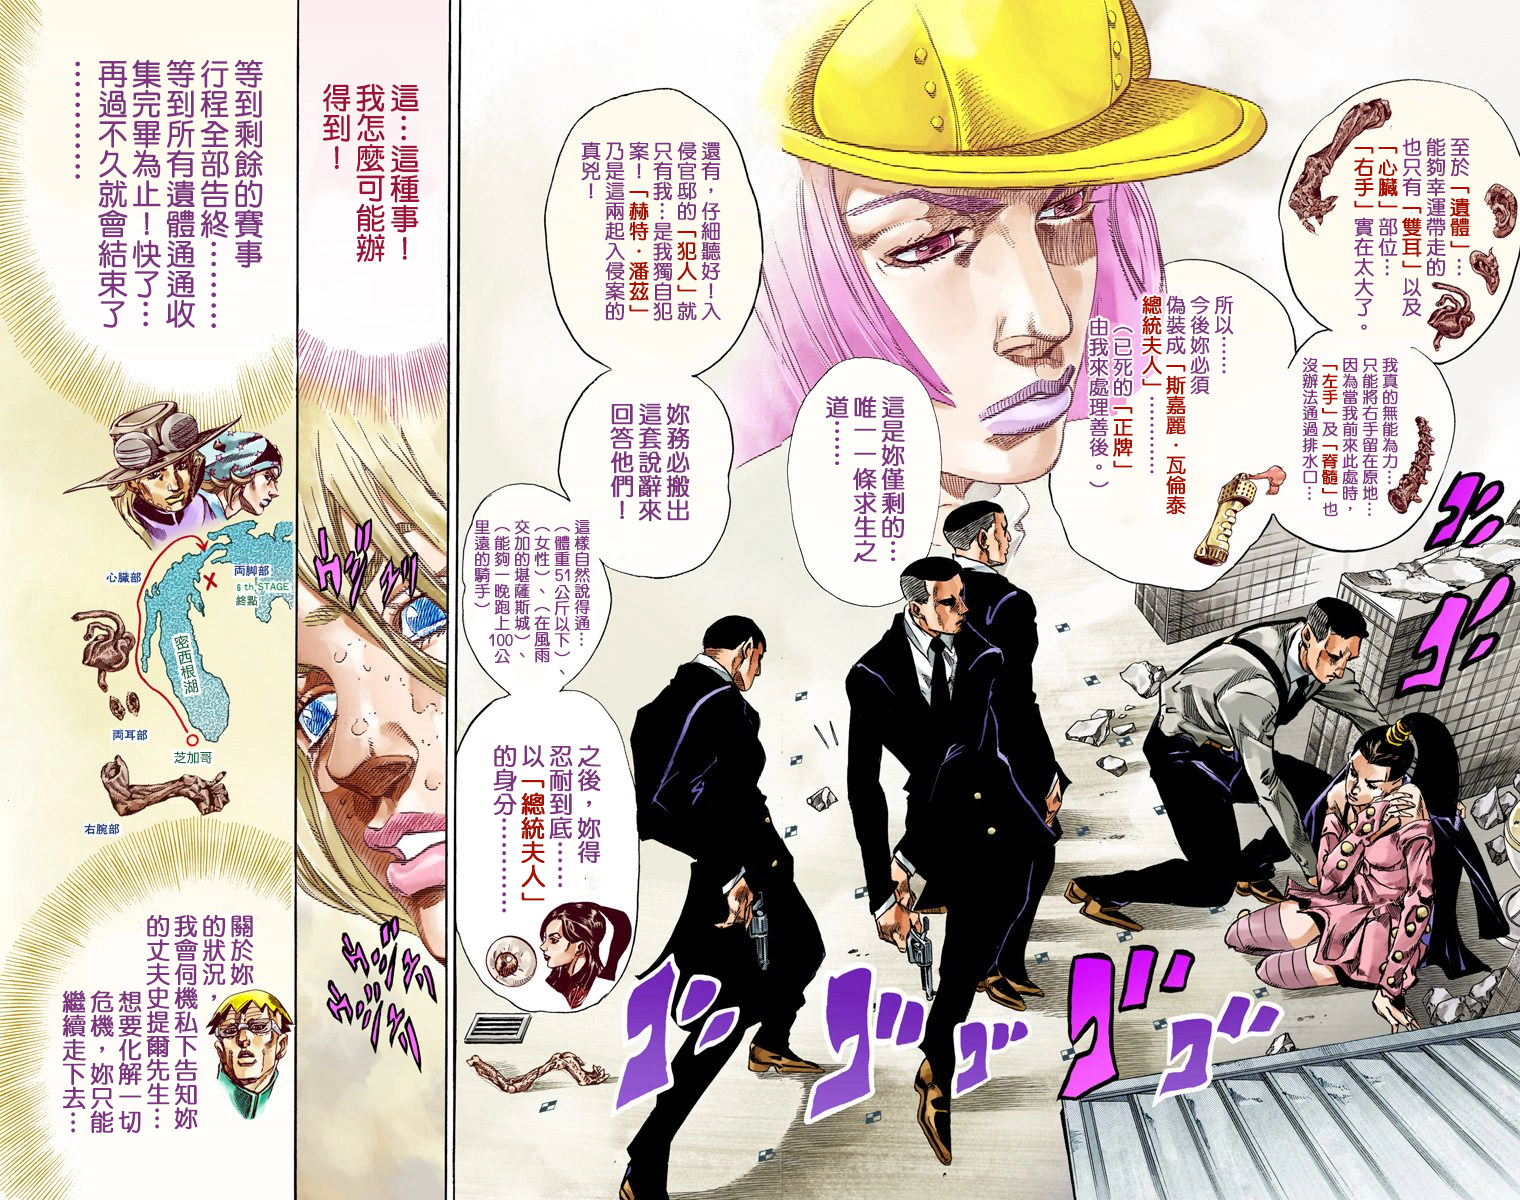 至於「遺體」…
能夠幸運帶走的
也只有「雙耳」以及
「心臟」部位…
「右手」實在太大了。
我真的無能為力…
只能將右手留在原地…
因為當我前來此處時，
「左手」及「脊髓」也
沒辦法通過排水口…
所以……
今後妳必須
偽裝成「斯嘉麗・瓦倫泰
總統夫人」…………
（已死的「正牌」
由我來處理善後。）
這是妳僅剩的…
唯一一條求生之
道……
還有，仔細聽好！入
侵官邸的「犯人」就
只有我…是我獨自犯
案！「赫特・潘茲」
乃是這兩起入侵案的
真兇！
妳務必搬出
這套說辭來
回答他們！
這樣自然說得通…
（體重51公斤以下）、
（女性）、（在風雨
交加的堪薩斯城）、
（能夠一晚跑上100公
里遠的騎手）
之後，妳得
忍耐到底……
以「總統夫人」
的身分…………
ゴゴゴゴゴゴ
這…這種事！
我怎麼可能辦
得到！
等到剩餘的賽事
行程全部告終………
等到所有遺體通通收
集完畢為止！快了…
再過不久就會結束了
…………
心臟部
両脚部
6 th. STAGE
終點
密西根湖
両耳部
芝加哥
右腕部
關於妳
的狀況，
我會伺機私下告知妳
的丈夫史提爾先生…
想要化解一切
危機，妳只能
繼續走下去…